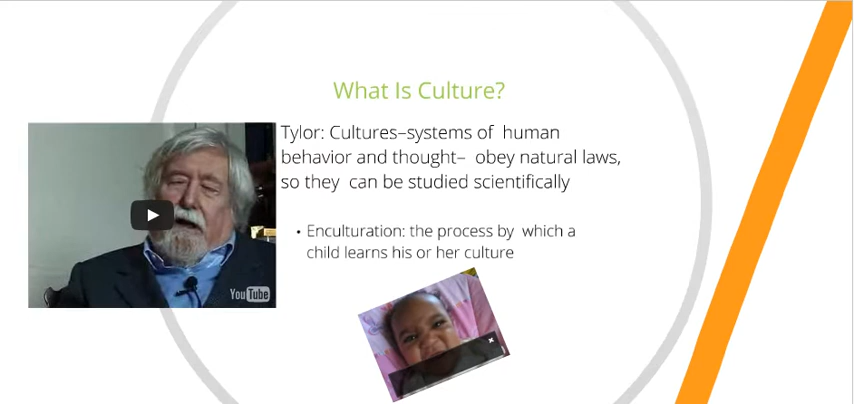 What Is Culture?
Tylor: Cultures–systems of human
behavior and thought– obey natural laws,
so they can be studied scientifically
• Enculturation: the process by which a
child learns his or her culture
YouTube